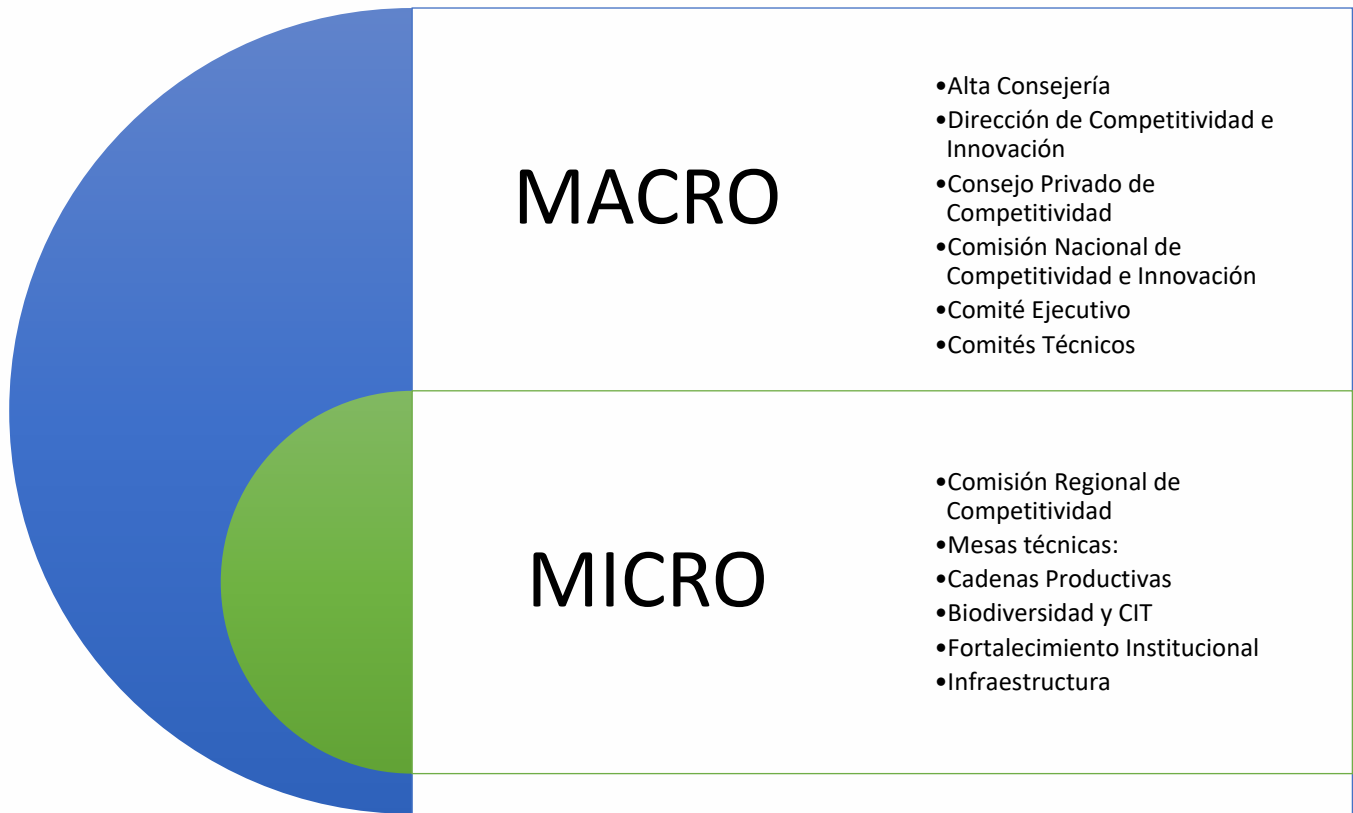 MACRO
•Alta Consejería
•Dirección de Competitividad e
Innovación
•Consejo Privado de
Competitividad
•Comisión Nacional de
Competitividad e Innovación
•Comité Ejecutivo
•Comités Técnicos
MICRO
•Comisión Regional de
Competitividad
•Mesas técnicas:
•Cadenas Productivas
•Biodiversidad y CIT
•Fortalecimiento Institucional
•Infraestructura